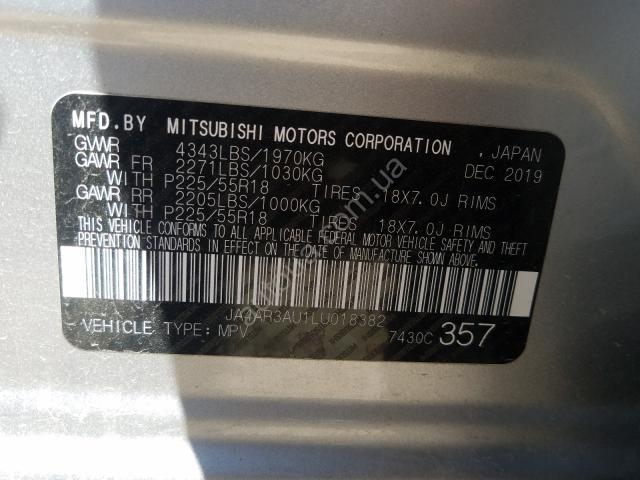 MFD.BY MITSUBISHI MOTORS CORPORATION , JAPAN
GVWR 4343LBS/1970KG DEC 2019
GAWR FR 2271LBS/1030KG
WITH P225/55R18 TIRES 18X7.0J RIMS
GAWR RR 2205LBS/1000KG
WITH P225/55R18 TIRES 18X7.0J RIMS
THIS VEHICLE CONFORMS TO ALL APPLICABLE FEDERAL MOTOR VEHICLE SAFETY AND THEFT
PREVENTION STANDARDS IN EFFECT ON THE DATE OF MANUFACTURE SHOWN ABOVE.
JA4AR3AU1LU018382
VEHICLE TYPE: MPV 7430C 357